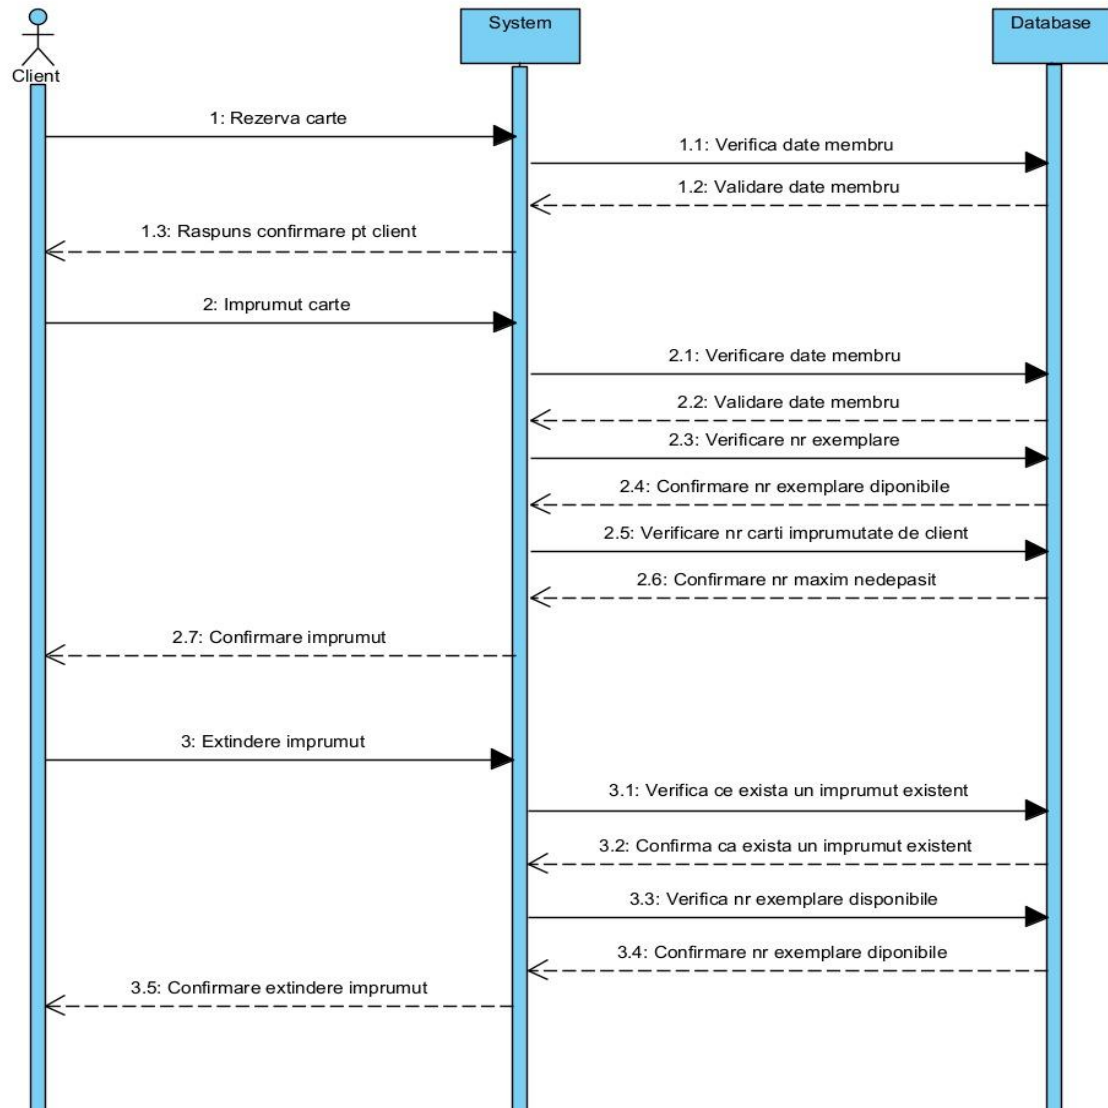 System
Database
Client
1: Rezerva carte
1.1: Verifica date membru
1.2: Validare date membru
1.3: Raspuns confirmare pt client
2: Imprumut carte
2.1: Verificare date membru
2.2: Validare date membru
2.3: Verificare nr exemplare
2.4: Confirmare nr exemplare diponibile
2.5: Verificare nr carti imprumutate de client
2.6: Confirmare nr maxim nedepasit
2.7: Confirmare imprumut
3: Extindere imprumut
3.1: Verifica ce exista un imprumut existent
3.2: Confirma ca exista un imprumut existent
3.3: Verifica nr exemplare disponibile
3.4: Confirmare nr exemplare diponibile
3.5: Confirmare extindere imprumut